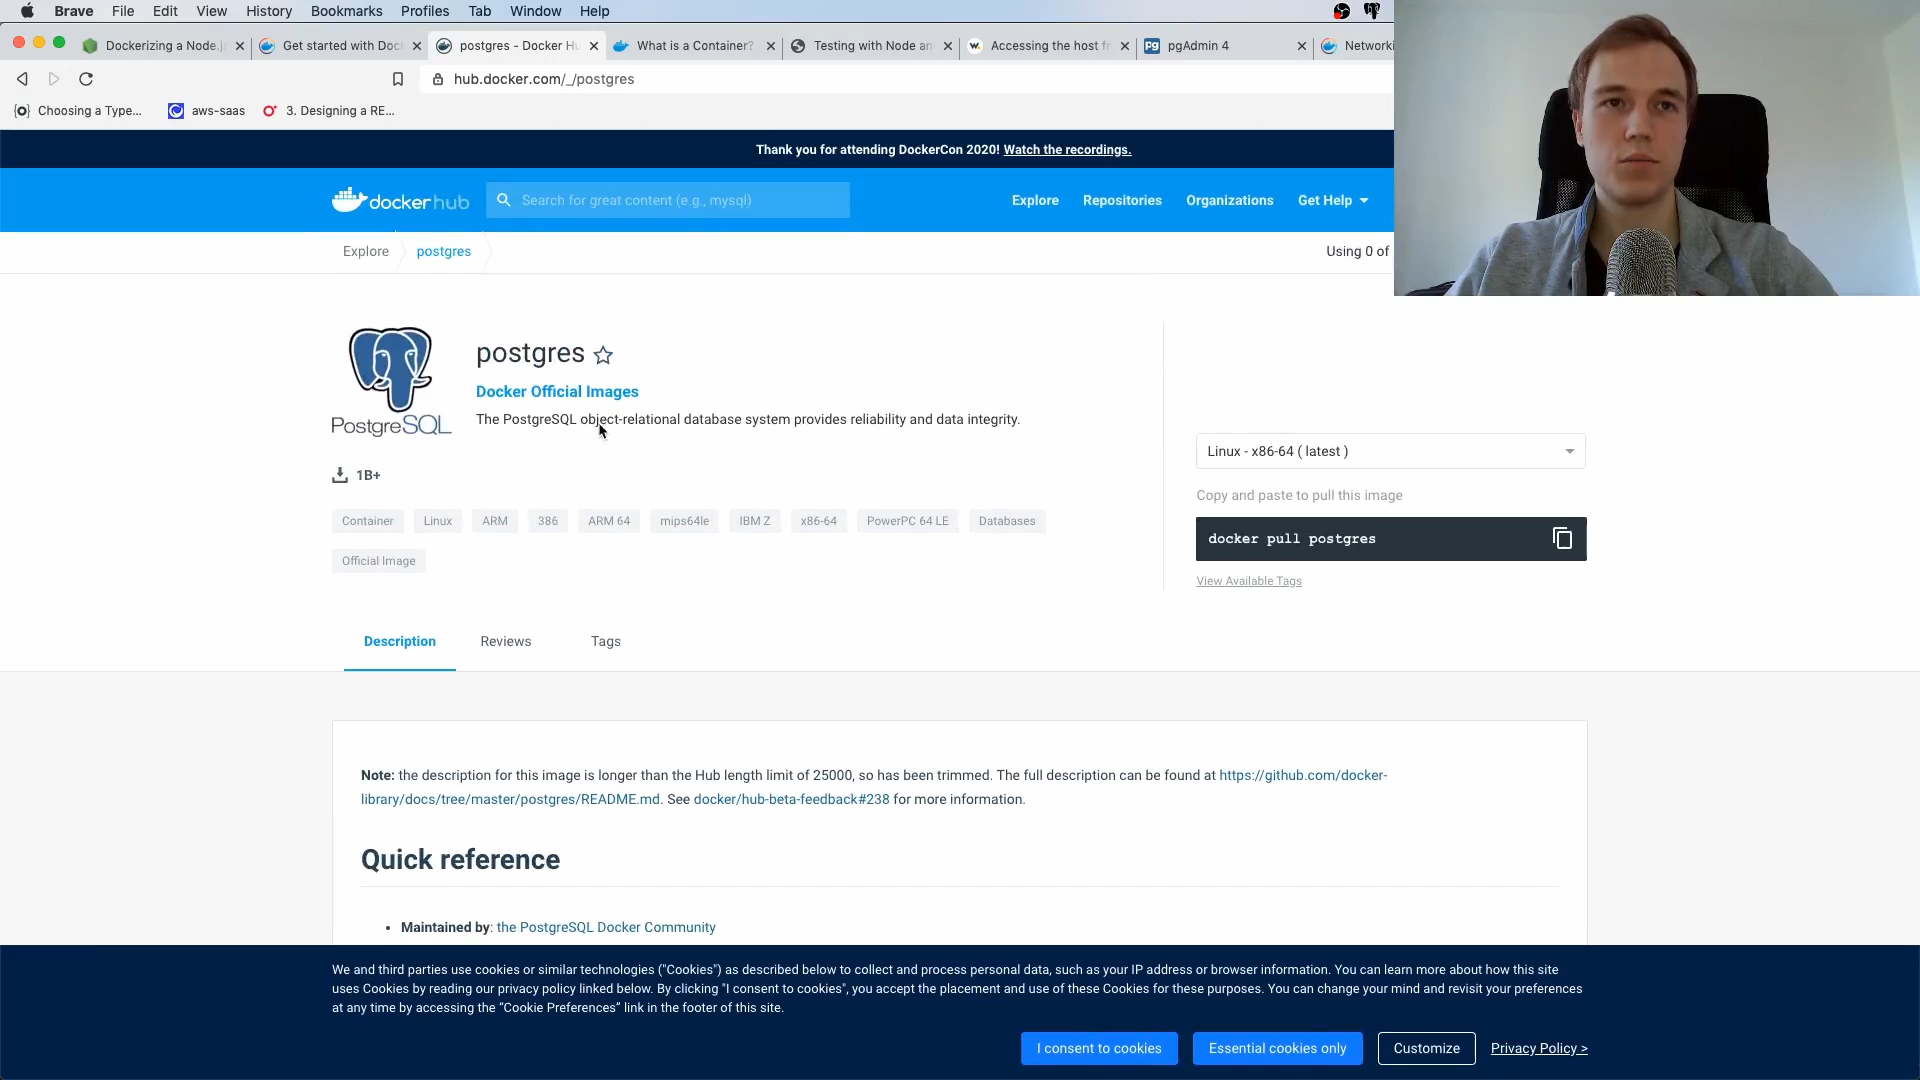 Brave File Edit View History Bookmarks Profiles Tab Window Help
Dockerizing a Node.j
Get started with Doc
postgres - Docker Hu
What is a Container?
Testing with Node an
Accessing the host fr
pgAdmin 4
Networki
hub.docker.com/_/postgres
Choosing a Type...
aws-saas
3. Designing a RE...
Thank you for attending DockerCon 2020! Watch the recordings.
dockerhub
Search for great content (e.g., mysql)
Explore
Repositories
Organizations
Get Help
Explore
postgres
Using 0 of
PostgreSQL
postgres
Docker Official Images
The PostgreSQL object-relational database system provides reliability and data integrity.
1B+
Container
Linux
ARM
386
ARM 64
mips64le
IBM Z
x86-64
PowerPC 64 LE
Databases
Official Image
Linux - x86-64 ( latest )
Copy and paste to pull this image
docker pull postgres
View Available Tags
Description
Reviews
Tags
Note: the description for this image is longer than the Hub length limit of 25000, so has been trimmed. The full description can be found at https://github.com/docker-
library/docs/tree/master/postgres/README.md. See docker/hub-beta-feedback#238 for more information.
Quick reference
• Maintained by: the PostgreSQL Docker Community
We and third parties use cookies or similar technologies ("Cookies") as described below to collect and process personal data, such as your IP address or browser information. You can learn more about how this site
uses Cookies by reading our privacy policy linked below. By clicking "I consent to cookies", you accept the placement and use of these Cookies for these purposes. You can change your mind and revisit your preferences
at any time by accessing the "Cookie Preferences" link in the footer of this site.
I consent to cookies
Essential cookies only
Customize
Privacy Policy >